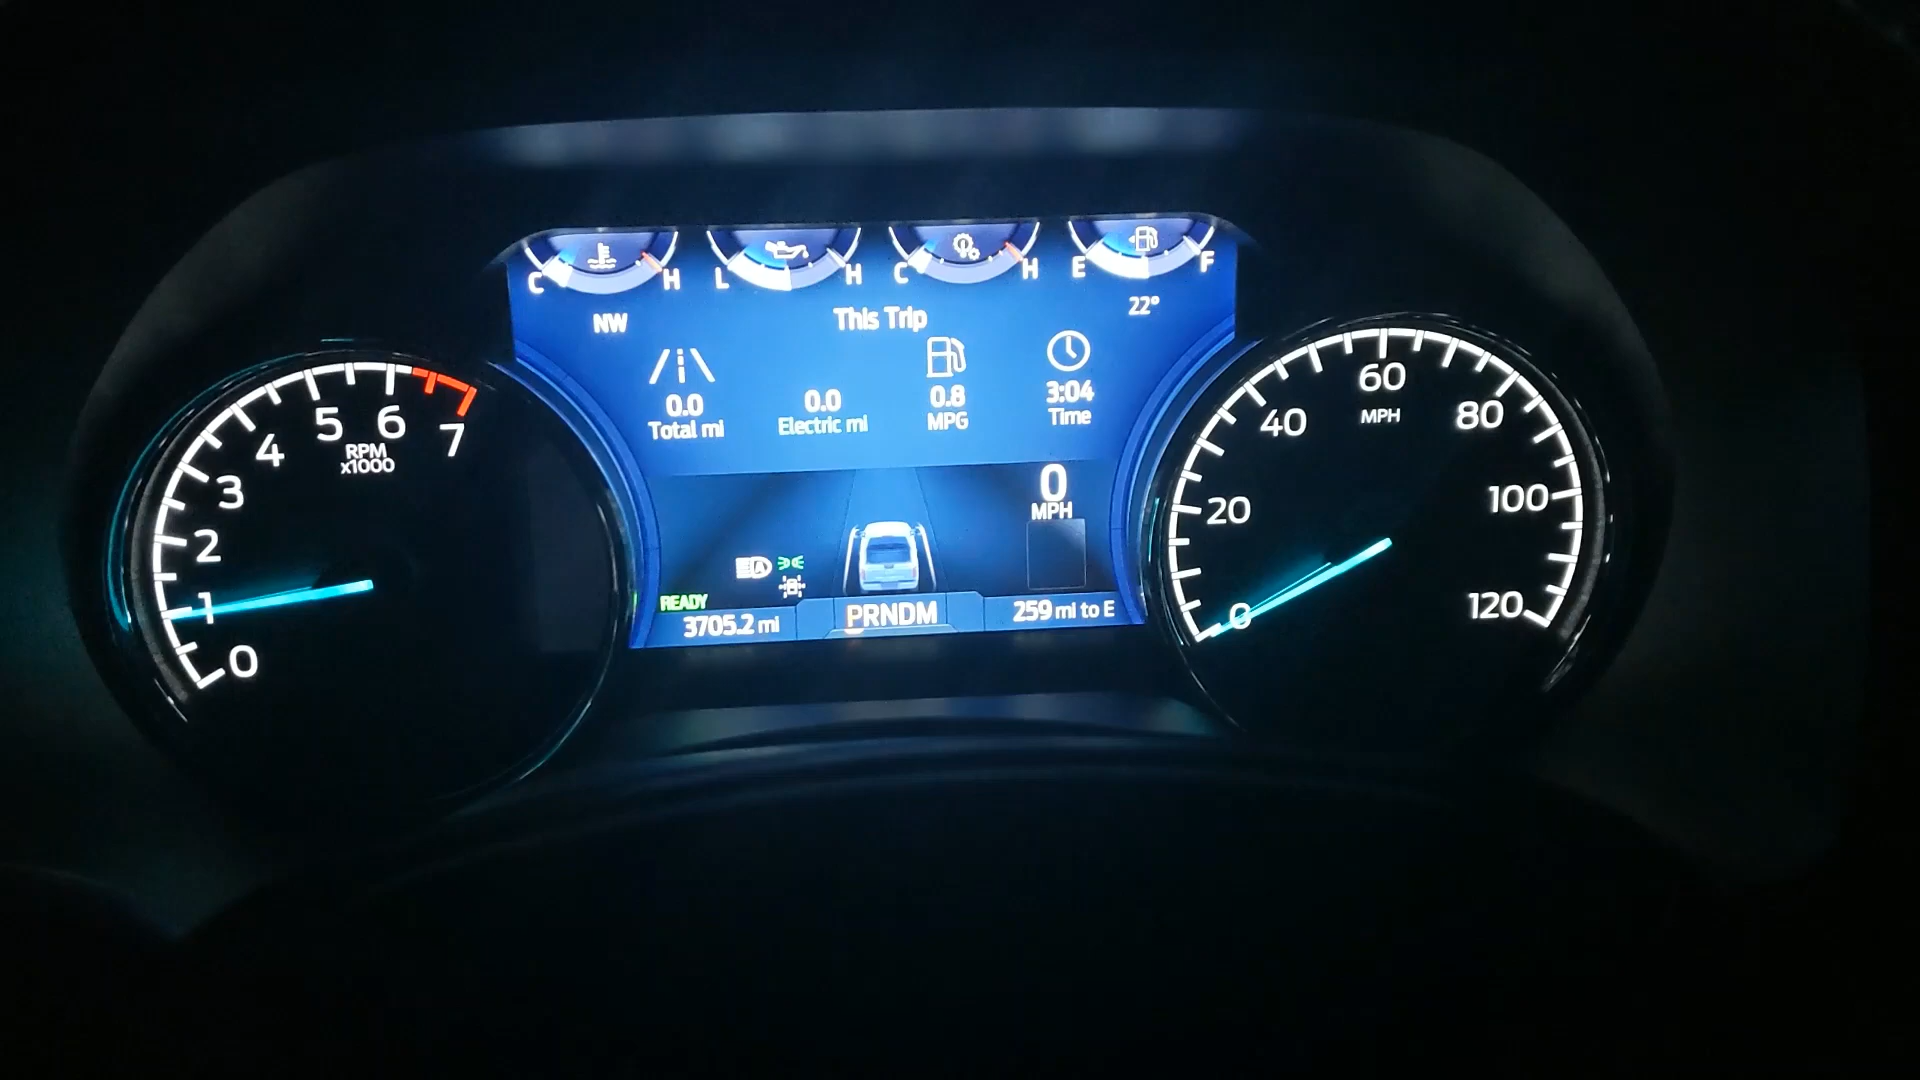 C H L H C H E F
NW This Trip 22°
0.0 0.0 0.8 3:04
Total mi Electric mi MPG Time
0
MPH
READY
3705.2 mi PRNDM 259 mi to E
0 1 2 3 4 5 6 7
RPM
x1000
0 20 40 60 80 100 120
MPH